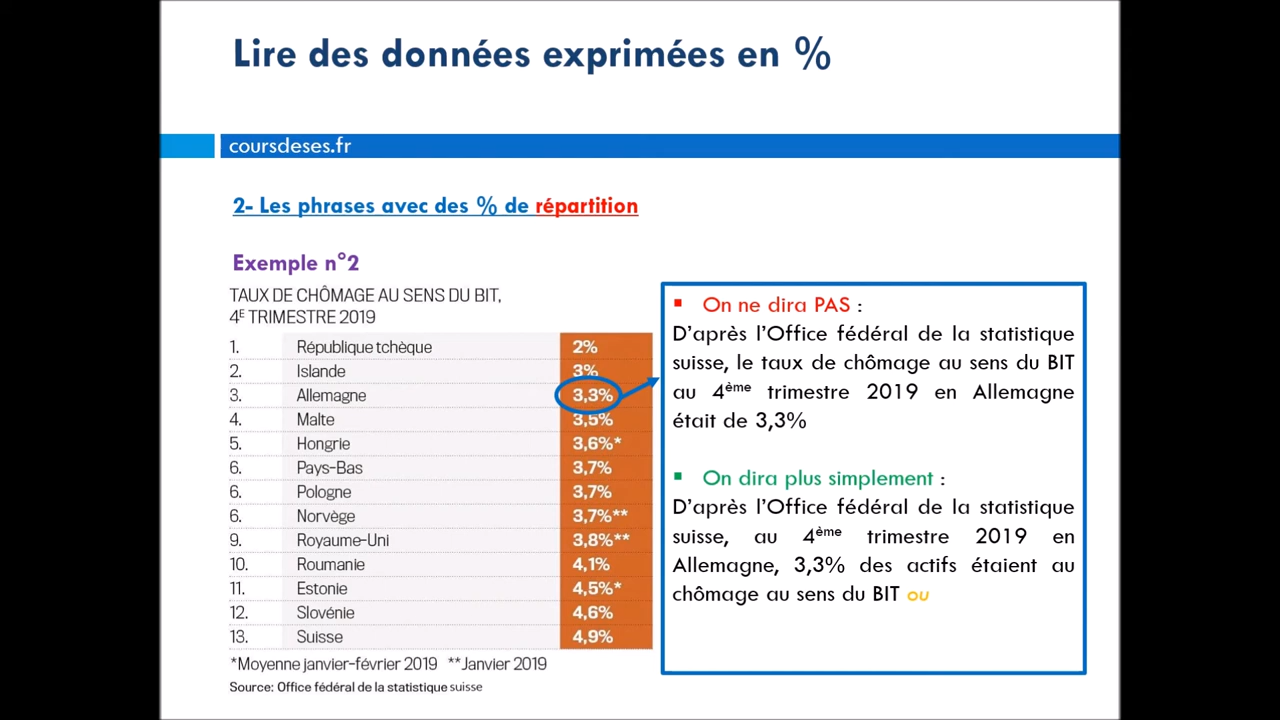 Lire des données exprimées en %
coursdeses.fr
2- Les phrases avec des % de répartition
Exemple n°2
TAUX DE CHÔMAGE AU SENS DU BIT,
4E TRIMESTRE 2019
1. République tchèque 2%
2. Islande 3%
3. Allemagne 3,3%
4. Malte 3,5%
5. Hongrie 3,6%*
6. Pays-Bas 3,7%
6. Pologne 3,7%
6. Norvège 3,7%**
9. Royaume-Uni 3,8%**
10. Roumanie 4,1%
11. Estonie 4,5%*
12. Slovénie 4,6%
13. Suisse 4,9%
*Moyenne janvier-février 2019 **Janvier 2019
Source: Office fédéral de la statistique suisse
▪ On ne dira PAS :
D’après l’Office fédéral de la statistique
suisse, le taux de chômage au sens du BIT
au 4ème trimestre 2019 en Allemagne
était de 3,3%
▪ On dira plus simplement :
D’après l’Office fédéral de la statistique
suisse, au 4ème trimestre 2019 en
Allemagne, 3,3% des actifs étaient au
chômage au sens du BIT ou